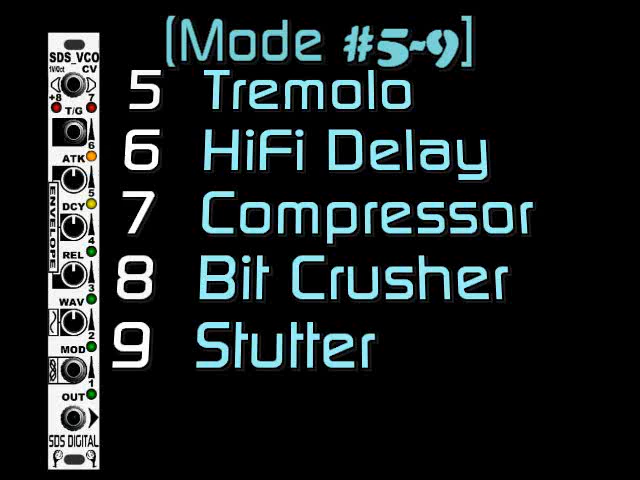 [Mode #5-9]
5 Tremolo
6 HiFi Delay
7 Compressor
8 Bit Crusher
9 Stutter
SDS_VCO
1V/Oct CV
+8 7
T/G
6
ATK
5
DCY
4
REL
3
WAV
2
MOD
1
OUT
ENVELOPE
SDS DIGITAL